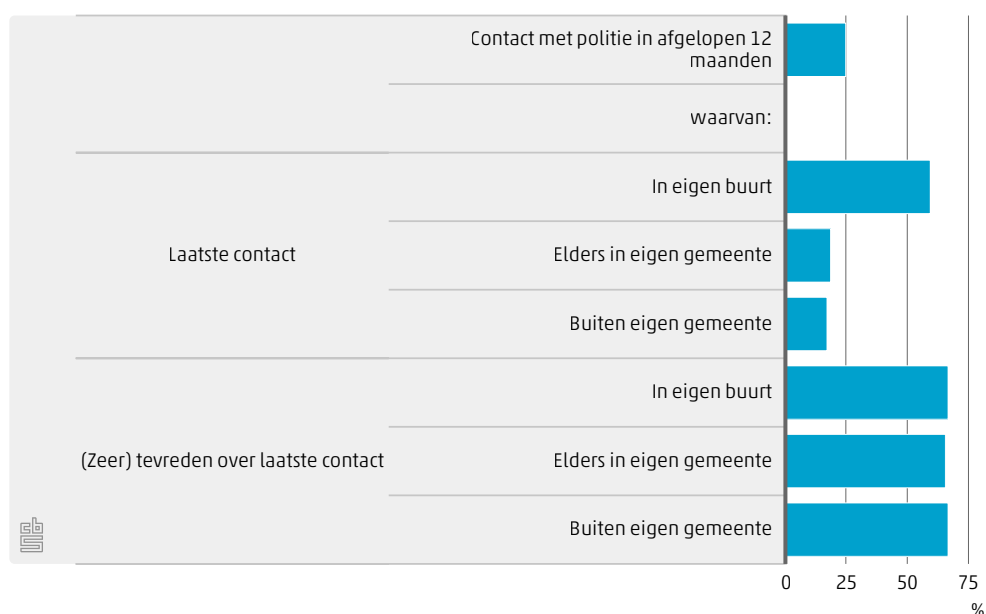 Contact met politie in afgelopen 12
maanden
waarvan:
Laatste contact
In eigen buurt
Elders in eigen gemeente
Buiten eigen gemeente
(Zeer) tevreden over laatste contact
In eigen buurt
Elders in eigen gemeente
Buiten eigen gemeente
0 25 50 75
%